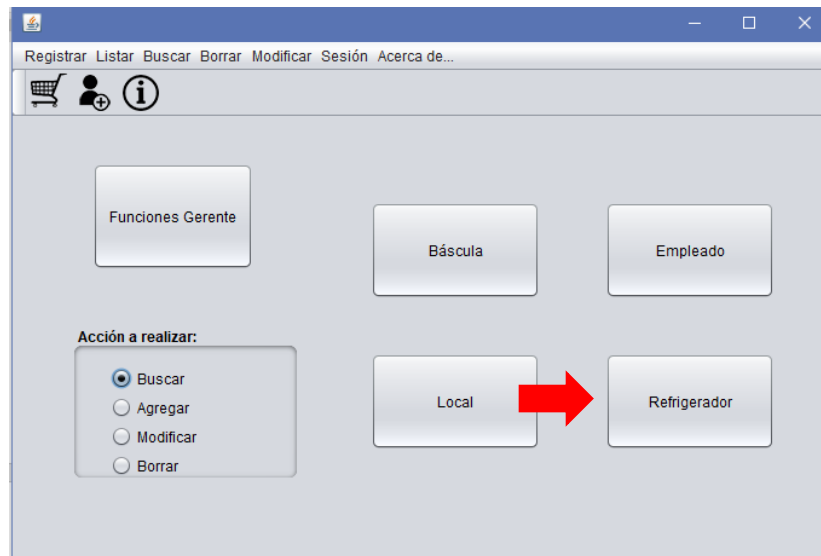 Registrar Listar Buscar Borrar Modificar Sesión Acerca de...
Funciones Gerente
Báscula
Empleado
Acción a realizar:
Buscar
Agregar
Modificar
Borrar
Local
Refrigerador